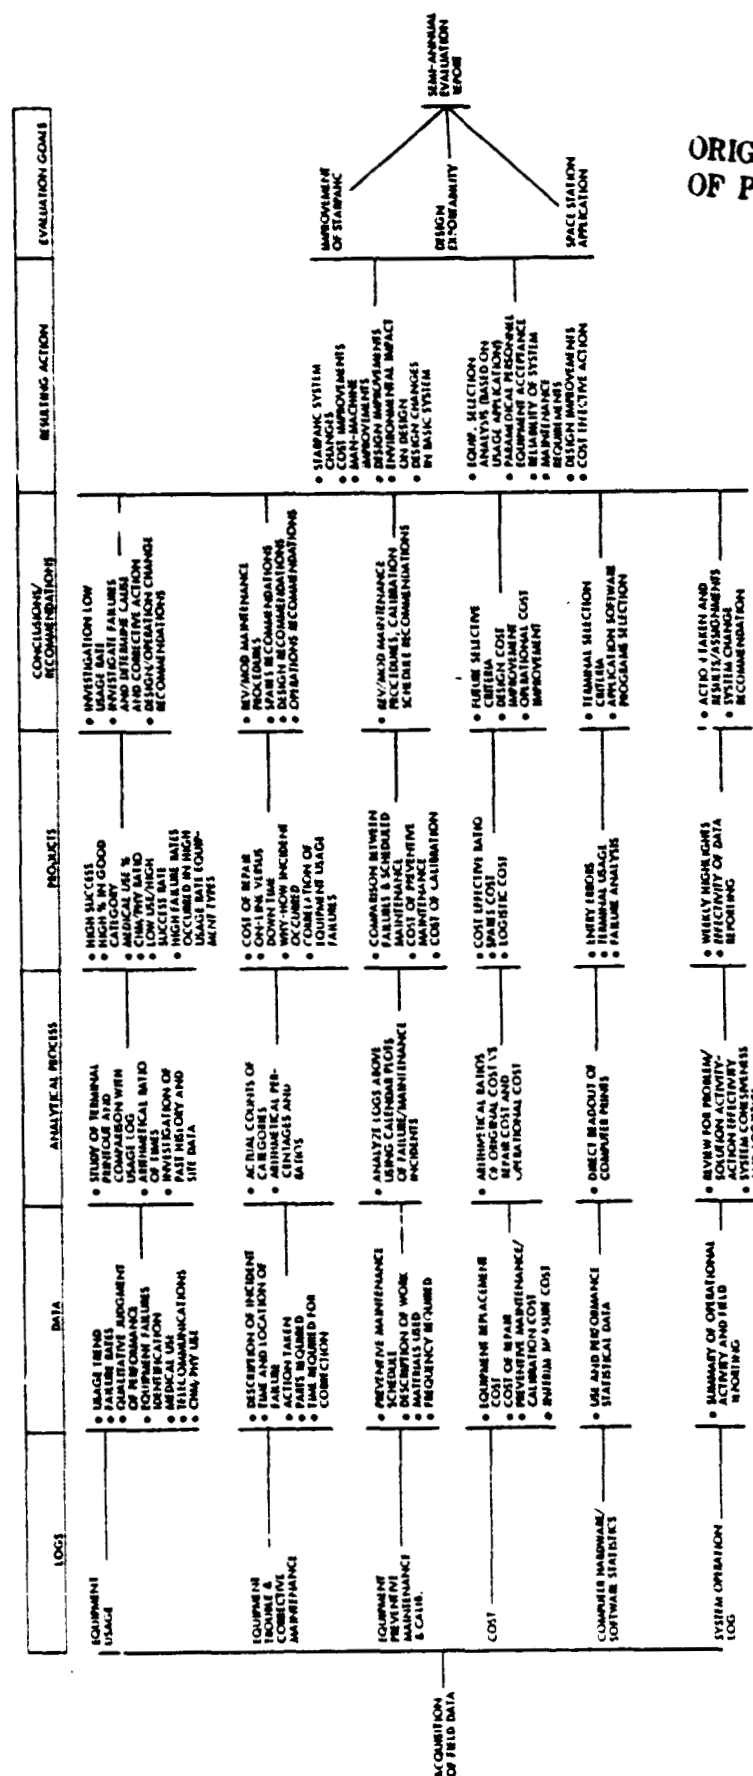 ORIG
OF P
LOGS
DATA
ANALYTICAL PROCESS
PRODUCTS
CONCLUSIONS/
RECOMMENDATIONS
RESULTING ACTION
EVALUATION GOALS
ACQUISITION
OF FIELD DATA
EQUIPMENT
USAGE
• USAGE TREND
• FAILURE RATES
• QUALITATIVE JUDGMENT
OF PERFORMANCE
• EQUIPMENT FAILURES
IDENTIFICATION
• MEDICAL USE
• TELECOMMUNICATIONS
• CHM/PHY USE
• STUDY OF TERMINAL
PRINTOUT AND
COMPARISON WITH
USAGE LOG
• ARITHMETICAL RATIO
OF TIMES
• INVESTIGATION OF
PAST HISTORY AND
SITE DATA
• HIGH SUCCESS
• HIGH % IN GOOD
CATEGORY
• MEDIUM USE %
• CHM/PHY RATIO
• LOW USE/HIGH
SUCCESS RATE
• HIGH FAILURE RATES
OCCURED IN HIGH
USAGE RATE EQUIP-
MENT TYPES
• INVESTIGATION LOW
USAGE RATE
• INVESTIGATE FAILURES
AND DETERMINE CAUSE
AND CORRECTIVE ACTION
• DESIGN/OPERATION CHANGE
RECOMMENDATIONS
EQUIPMENT
TROUBLE &
CORRECTIVE
MAINTENANCE
• DESCRIPTION OF INCIDENT
• TIME AND LOCATION OF
FAILURE
• ACTION TAKEN
• PARTS REQUIRED
• TIME REQUIRED FOR
CORRECTION
• ACTUAL COUNTS OF
CATEGORIES
• ARITHMETICAL PER-
CENTAGES AND
RATIOS
• COST OF REPAIR
• ON-LINE VERSUS
DOWN TIME
• WHY-HOW INCIDENT
OCCURRED
• CORRELATION OF
EQUIPMENT USAGE
FAILURES
• REV/MOD MAINTENANCE
PROCEDURES
• SPARES RECOMMENDATIONS
• DESIGN RECOMMENDATIONS
• OPERATIONS RECOMMENDATIONS
EQUIPMENT
PREVENTIVE
MAINTENANCE
& CALIB.
• PREVENTIVE MAINTENANCE
SCHEDULE
• DESCRIPTION OF WORK
• MATERIALS USED
• FREQUENCY REQUIRED
• ANALYZE LOGS ABOVE
USING CALENDAR PLOTS
OF FAILURE/MAINTENANCE
INCIDENTS
• COMPARISON BETWEEN
FAILURES & SCHEDULED
MAINTENANCE
• COST OF PREVENTIVE
MAINTENANCE
• COST OF CALIBRATION
• REV/MOD MAINTENANCE
PROCEDURES, CALIBRATION
SCHEDULE RECOMMENDATIONS
COST
• EQUIPMENT REPLACEMENT
COST
• COST OF REPAIR
• PREVENTIVE MAINTENANCE/
CALIBRATION COST
• INTERIM MEASURE COST
• ARITHMETICAL RATIOS
OF ORIGINAL COST VS
REPAIR COST AND
OPERATIONAL COST
• COST EFFECTIVE RATIO
• SPARES COST
• LOGISTIC COST
• FUTURE SELECTIVE
CRITERIA
• DESIGN COST
IMPROVEMENT
• OPERATIONAL COST
IMPROVEMENT
COMPUTER HARDWARE/
SOFTWARE STATISTICS
• USE AND PERFORMANCE
STATISTICAL DATA
• DIRECT READOUT OF
COMPUTER PRINTS
• ENTRY ERRORS
• TERMINAL USAGE
• FAILURE ANALYSIS
• TERMINAL SELECTION
CRITERIA
• APPLICATION SOFTWARE
PROGRAMS SELECTION
SYSTEM OPERATION
LOG
• SUMMARY OF OPERATIONAL
ACTIVITY AND FIELD
REPORTING
• REVIEW FOR PROBLEM/
SOLUTION ACTIVITY-
ACTION EFFECTIVITY
• SYSTEM COHESIVENESS
• WEEKLY HIGHLIGHTS
• EFFECTIVITY OF DATA
REPORTING
• ACTION TAKEN AND
RESULTS/ASSIGNMENTS
• SYSTEM CHANGE
RECOMMENDATION
• STARPAHC SYSTEM
CHANGES
• COST IMPROVEMENTS
• MAN-MACHINE
IMPROVEMENTS
• DESIGN IMPROVEMENTS
• ENVIRONMENTAL IMPACT
ON DESIGN
• DESIGN CHANGES
IN BASIC SYSTEM
• EQUIP. SELECTION
ANALYSIS (BASED ON
USAGE APPLICATION)
• PARAMEDICAL PERSONNEL
EQUIPMENT ACCEPTANCE
• RELIABILITY OF SYSTEM
• MAINTENANCE
REQUIREMENTS
• DESIGN IMPROVEMENTS
• COST EFFECTIVE ACTION
IMPROVEMENT
OF STARPAHC
DESIGN
EXPORTABILITY
SPACE STATION
APPLICATION
SEMI-ANNUAL
EVALUATION
REPORT